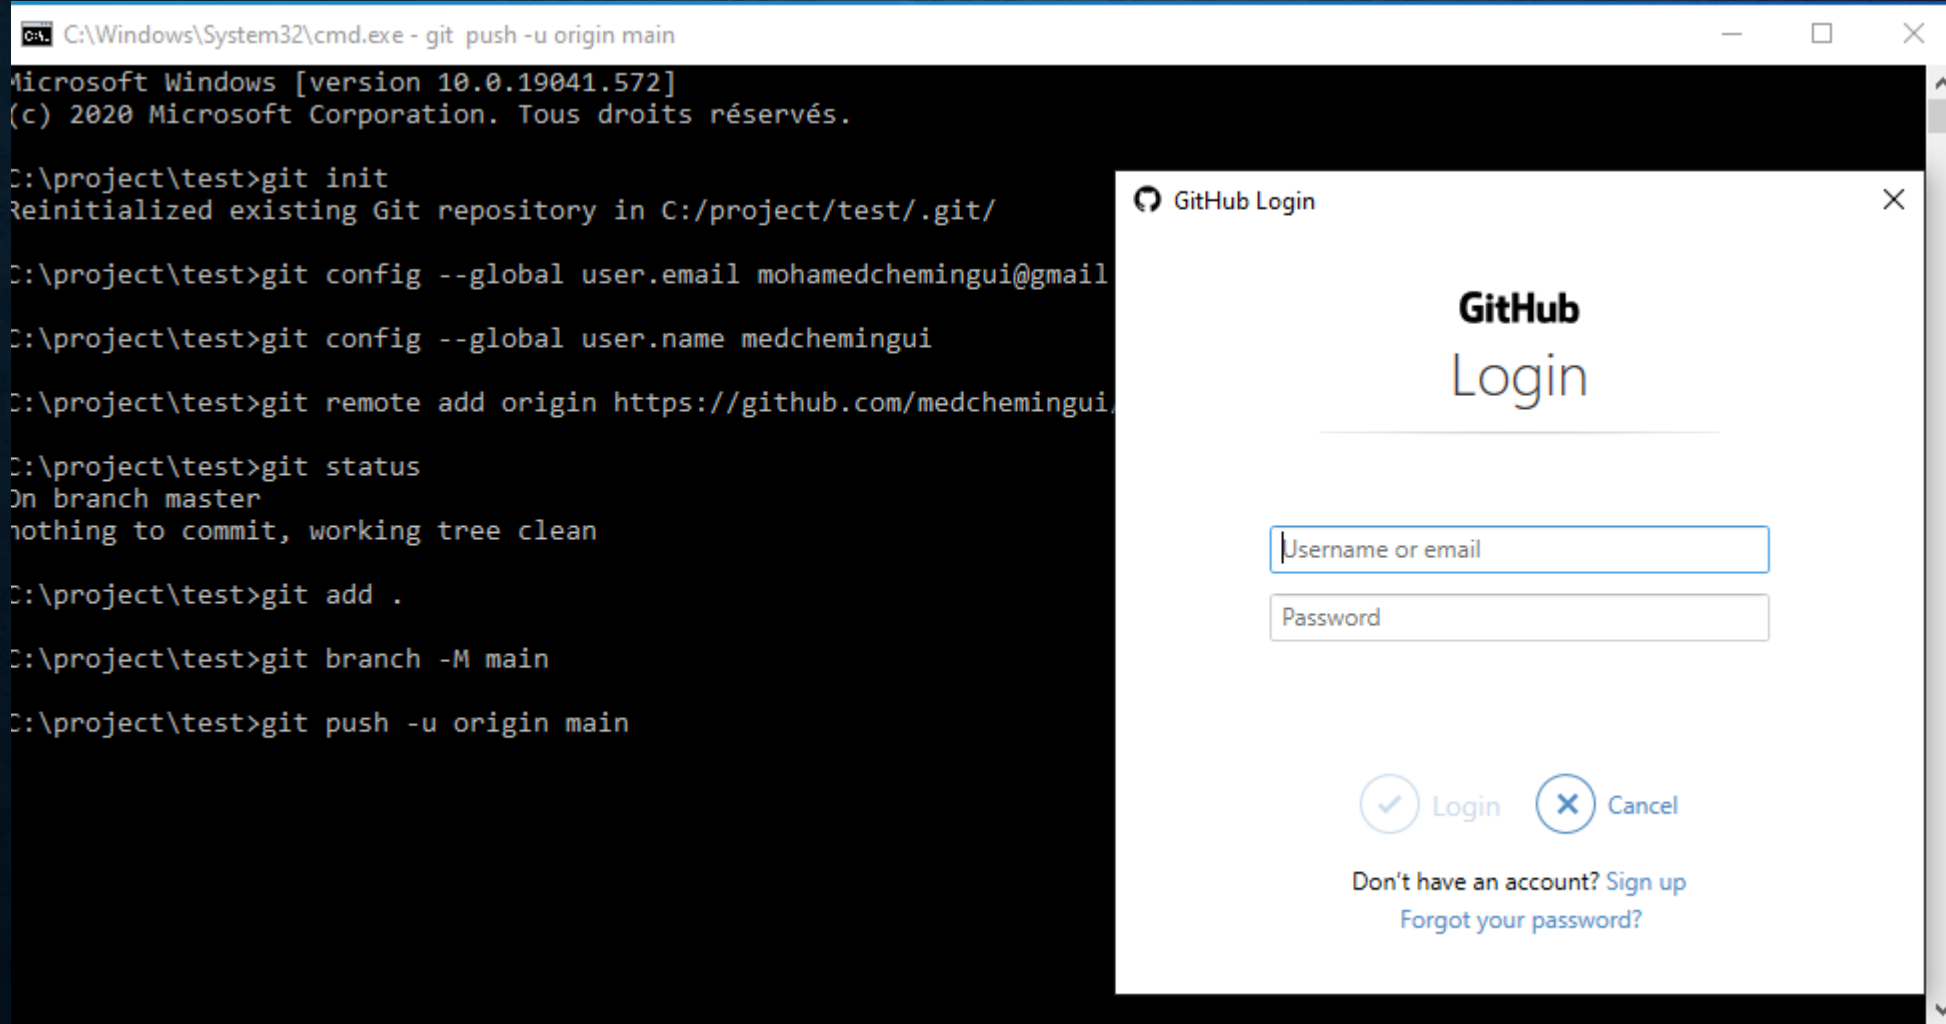 C:\Windows\System32\cmd.exe - git  push -u origin main
Microsoft Windows [version 10.0.19041.572]
(c) 2020 Microsoft Corporation. Tous droits réservés.
C:\project\test>git init
Reinitialized existing Git repository in C:/project/test/.git/
C:\project\test>git config --global user.email mohamedchemingui@gmail
C:\project\test>git config --global user.name medchemingui
C:\project\test>git remote add origin https://github.com/medchemingui/
C:\project\test>git status
On branch master
nothing to commit, working tree clean
C:\project\test>git add .
C:\project\test>git branch -M main
C:\project\test>git push -u origin main
GitHub Login
GitHub
Login
Username or email
Password
Login
Cancel
Don't have an account? Sign up
Forgot your password?